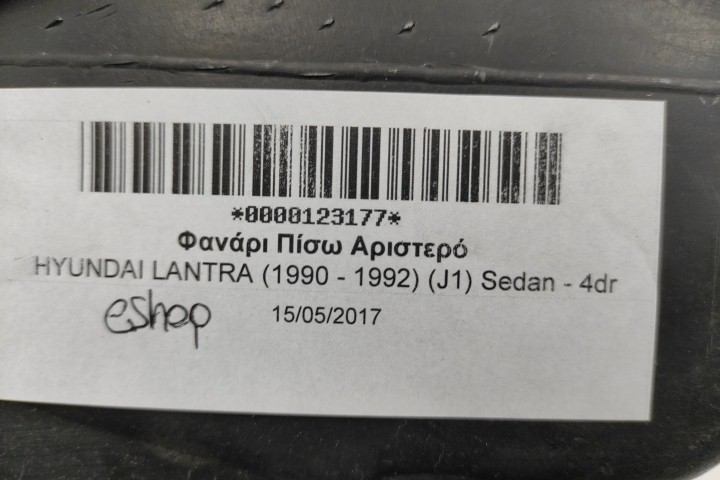 *0000123177*
Φανάρι Πίσω Αριστερό
HYUNDAI LANTRA (1990 - 1992) (J1) Sedan - 4dr
eshop 15/05/2017